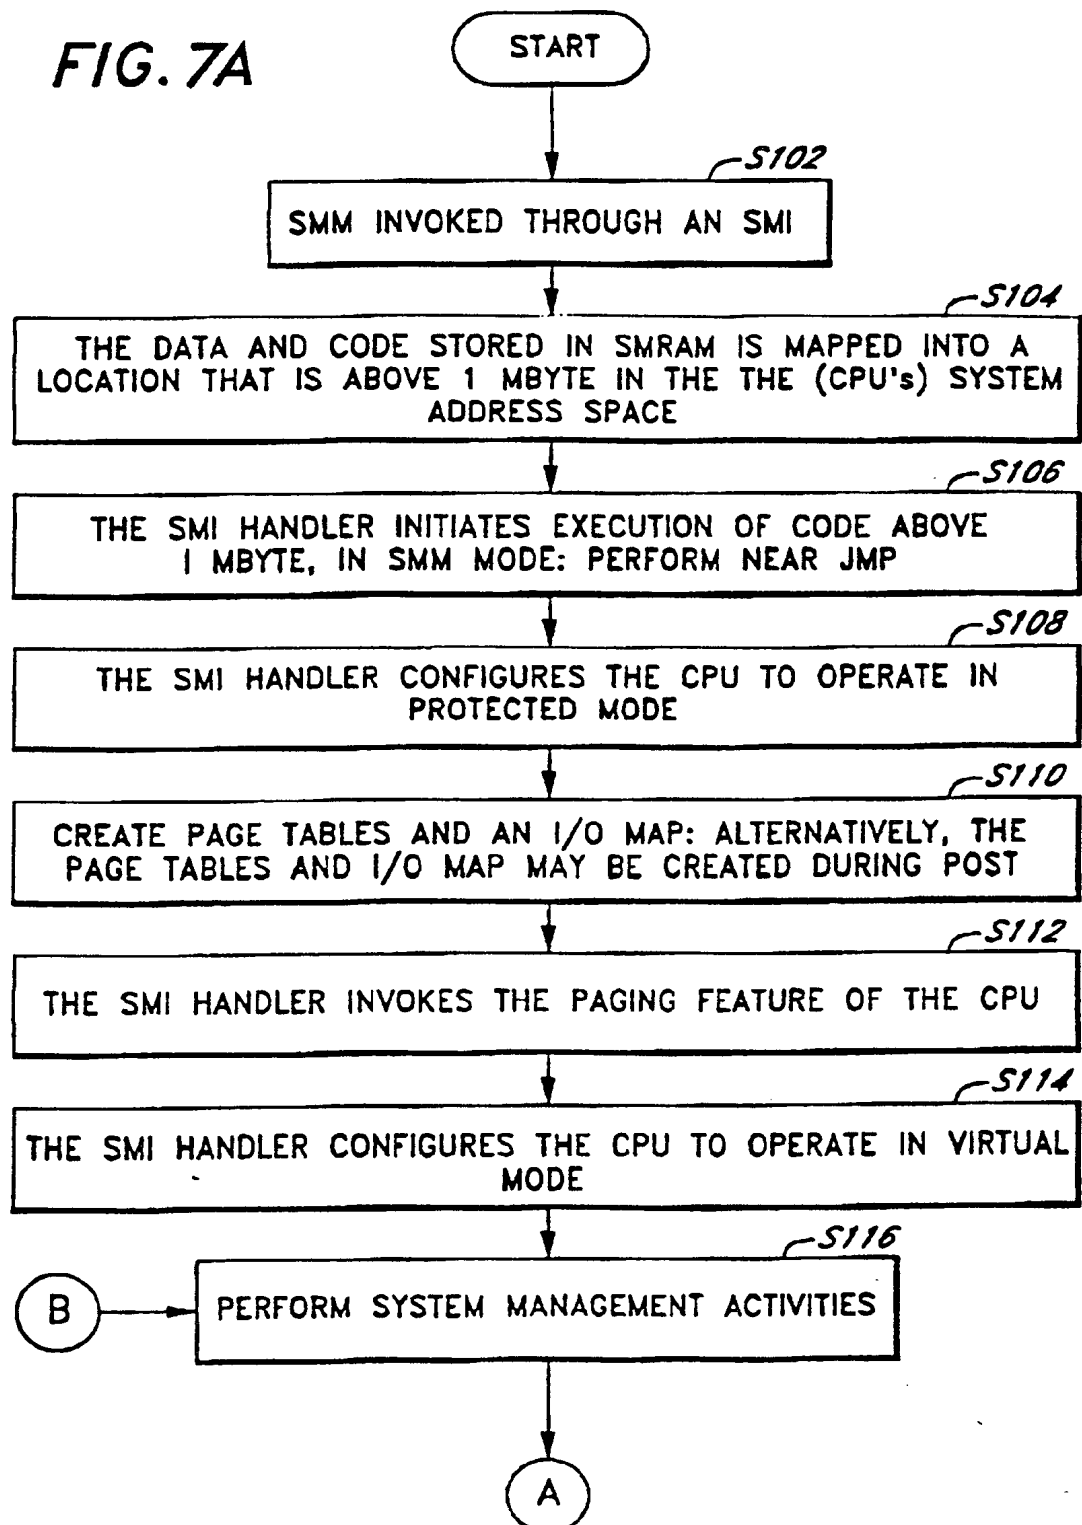 FIG. 7A
START
S102
SMM INVOKED THROUGH AN SMI
S104
THE DATA AND CODE STORED IN SMRAM IS MAPPED INTO A
LOCATION THAT IS ABOVE 1 MBYTE IN THE THE (CPU's) SYSTEM
ADDRESS SPACE
S106
THE SMI HANDLER INITIATES EXECUTION OF CODE ABOVE
1 MBYTE, IN SMM MODE: PERFORM NEAR JMP
S108
THE SMI HANDLER CONFIGURES THE CPU TO OPERATE IN
PROTECTED MODE
S110
CREATE PAGE TABLES AND AN I/O MAP: ALTERNATIVELY, THE
PAGE TABLES AND I/O MAP MAY BE CREATED DURING POST
S112
THE SMI HANDLER INVOKES THE PAGING FEATURE OF THE CPU
S114
THE SMI HANDLER CONFIGURES THE CPU TO OPERATE IN VIRTUAL
MODE
S116
B
PERFORM SYSTEM MANAGEMENT ACTIVITIES
A